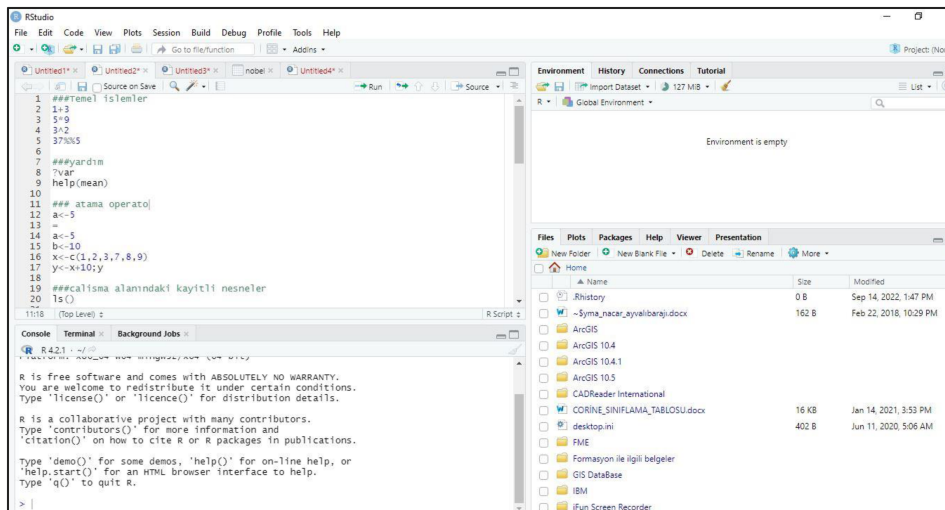 RStudio
File Edit Code View Plots Session Build Debug Profile Tools Help
Go to file/function Addins
Project: (No
Untitled1* Untitled2* Untitled3* nobel Untitled4*
Source on Save Run Source
1 ###Temel islemler
2 1+3
3 5*9
4 3^2
5 37%%5
6
7 ###yardım
8 ?var
9 help(mean)
10
11 ### atama operato
12 a<-5
13 =
14 a<-5
15 b<-10
16 x<-c(1,2,3,7,8,9)
17 y<-x+10;y
18
19 ###calisma alanındaki kayitli nesneler
20 ls()
11:18 (Top Level) R Script
Console Terminal Background Jobs
R 4.2.1 · ~/
Platform: x86_64-w64-mingw32/x64 (64-bit)
R is free software and comes with ABSOLUTELY NO WARRANTY.
You are welcome to redistribute it under certain conditions.
Type 'license()' or 'licence()' for distribution details.
R is a collaborative project with many contributors.
Type 'contributors()' for more information and
'citation()' on how to cite R or R packages in publications.
Type 'demo()' for some demos, 'help()' for on-line help, or
'help.start()' for an HTML browser interface to help.
Type 'q()' to quit R.
>
Environment History Connections Tutorial
Import Dataset 127 MiB List
R Global Environment
Environment is empty
Files Plots Packages Help Viewer Presentation
New Folder New Blank File Delete Rename More
Home
Name Size Modified
.Rhistory 0 B Sep 14, 2022, 1:47 PM
~$yma_nacar_ayvalıbarajı.docx 162 B Feb 22, 2018, 10:29 PM
ArcGIS
ArcGIS 10.4
ArcGIS 10.4.1
ArcGIS 10.5
CADReader International
CORİNE_SINIFLAMA_TABLOSU.docx 16 KB Jan 14, 2021, 3:53 PM
desktop.ini 402 B Jun 11, 2020, 5:06 AM
FME
Formasyon ile ilgili belgeler
GIS DataBase
IBM
iFun Screen Recorder